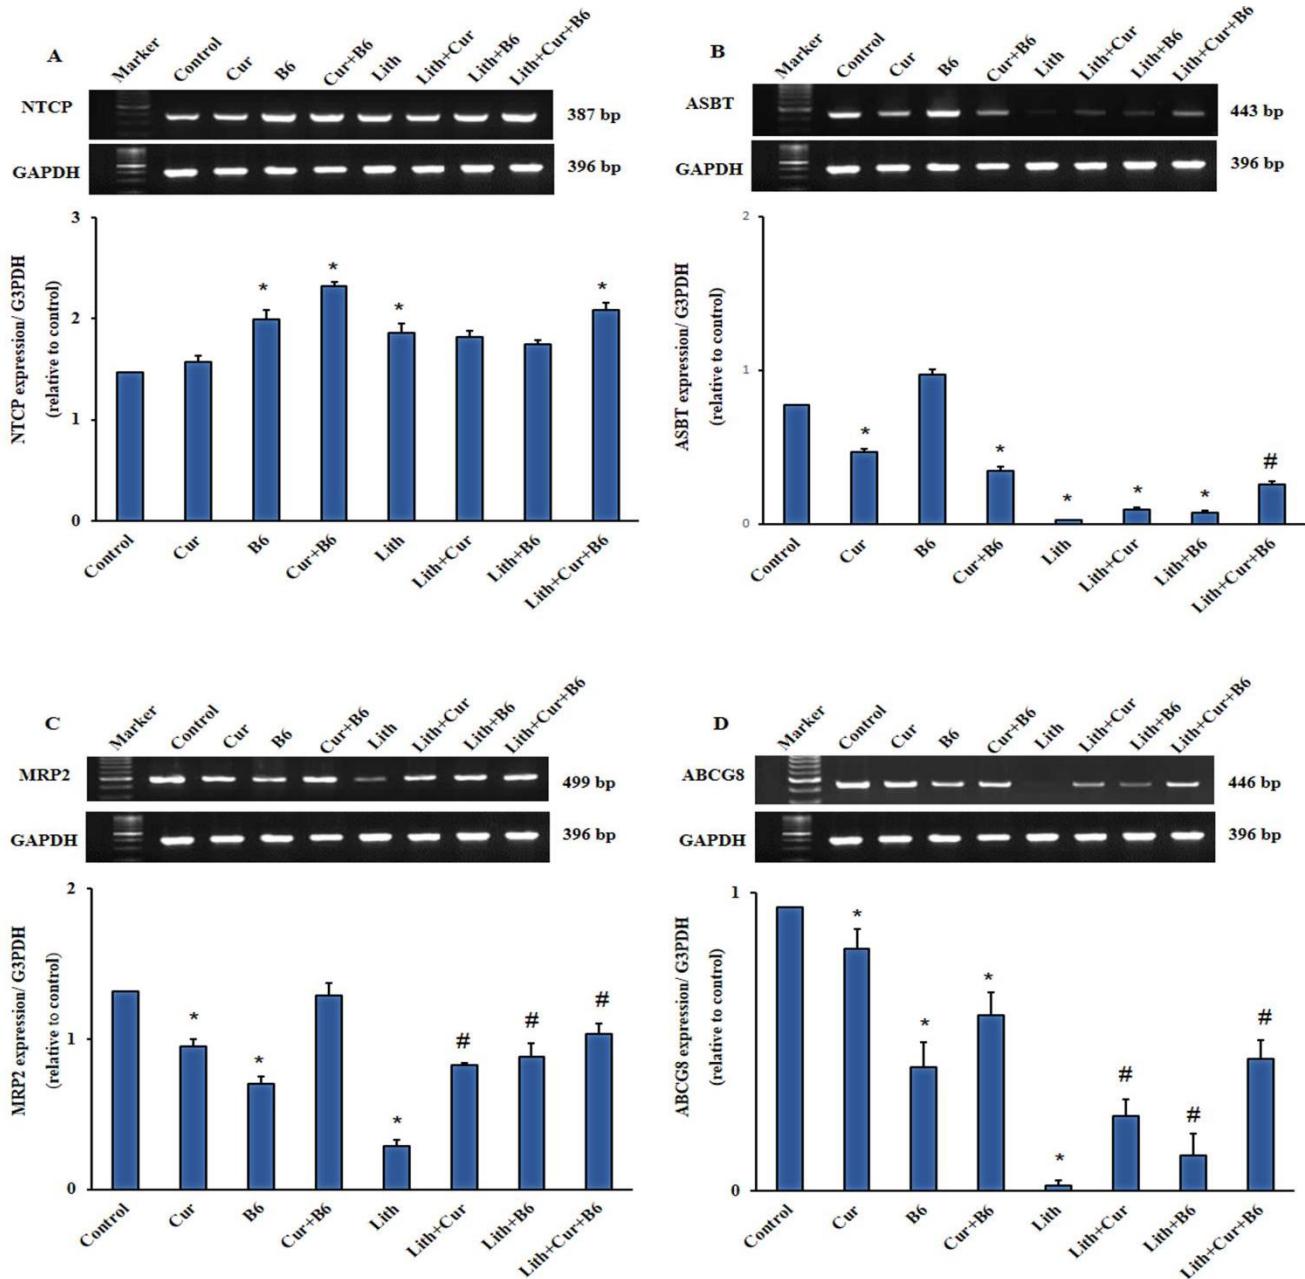 A
Marker
Control
Cur
B6
Cur+B6
Lith
Lith+Cur
Lith+B6
Lith+Cur+B6
NTCP
387 bp
GAPDH
396 bp
NTCP expression/ G3PDH
(relative to control)
3
2
1
0
*
*
*
*
Control
Cur
B6
Cur+B6
Lith
Lith+Cur
Lith+B6
Lith+Cur+B6
B
Marker
Control
Cur
B6
Cur+B6
Lith
Lith+Cur
Lith+B6
Lith+Cur+B6
ASBT
443 bp
GAPDH
396 bp
ASBT expression/ G3PDH
(relative to control)
2
1
0
*
*
*
*
*
#
Control
Cur
B6
Cur+B6
Lith
Lith+Cur
Lith+B6
Lith+Cur+B6
C
Marker
Control
Cur
B6
Cur+B6
Lith
Lith+Cur
Lith+B6
Lith+Cur+B6
MRP2
499 bp
GAPDH
396 bp
MRP2 expression/ G3PDH
(relative to control)
2
1
0
*
*
*
#
#
#
Control
Cur
B6
Cur+B6
Lith
Lith+Cur
Lith+B6
Lith+Cur+B6
D
Marker
Control
Cur
B6
Cur+B6
Lith
Lith+Cur
Lith+B6
Lith+Cur+B6
ABCG8
446 bp
GAPDH
396 bp
ABCG8 expression/ G3PDH
(relative to control)
1
0
*
*
*
*
#
#
#
Control
Cur
B6
Cur+B6
Lith
Lith+Cur
Lith+B6
Lith+Cur+B6